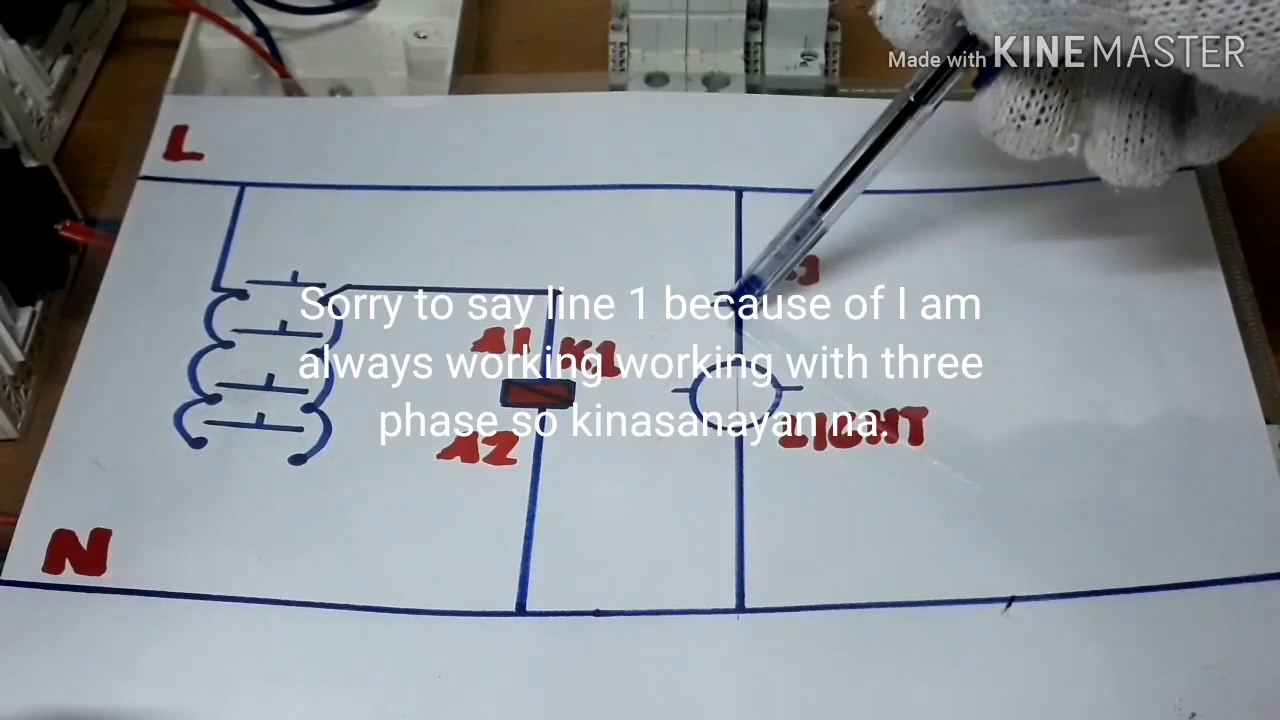 Made with KINEMASTER
L
Sorry to say line 1 because of I am
always working working with three
phase so kinasanayan na.
A1 K1
A2
LIGHT
N